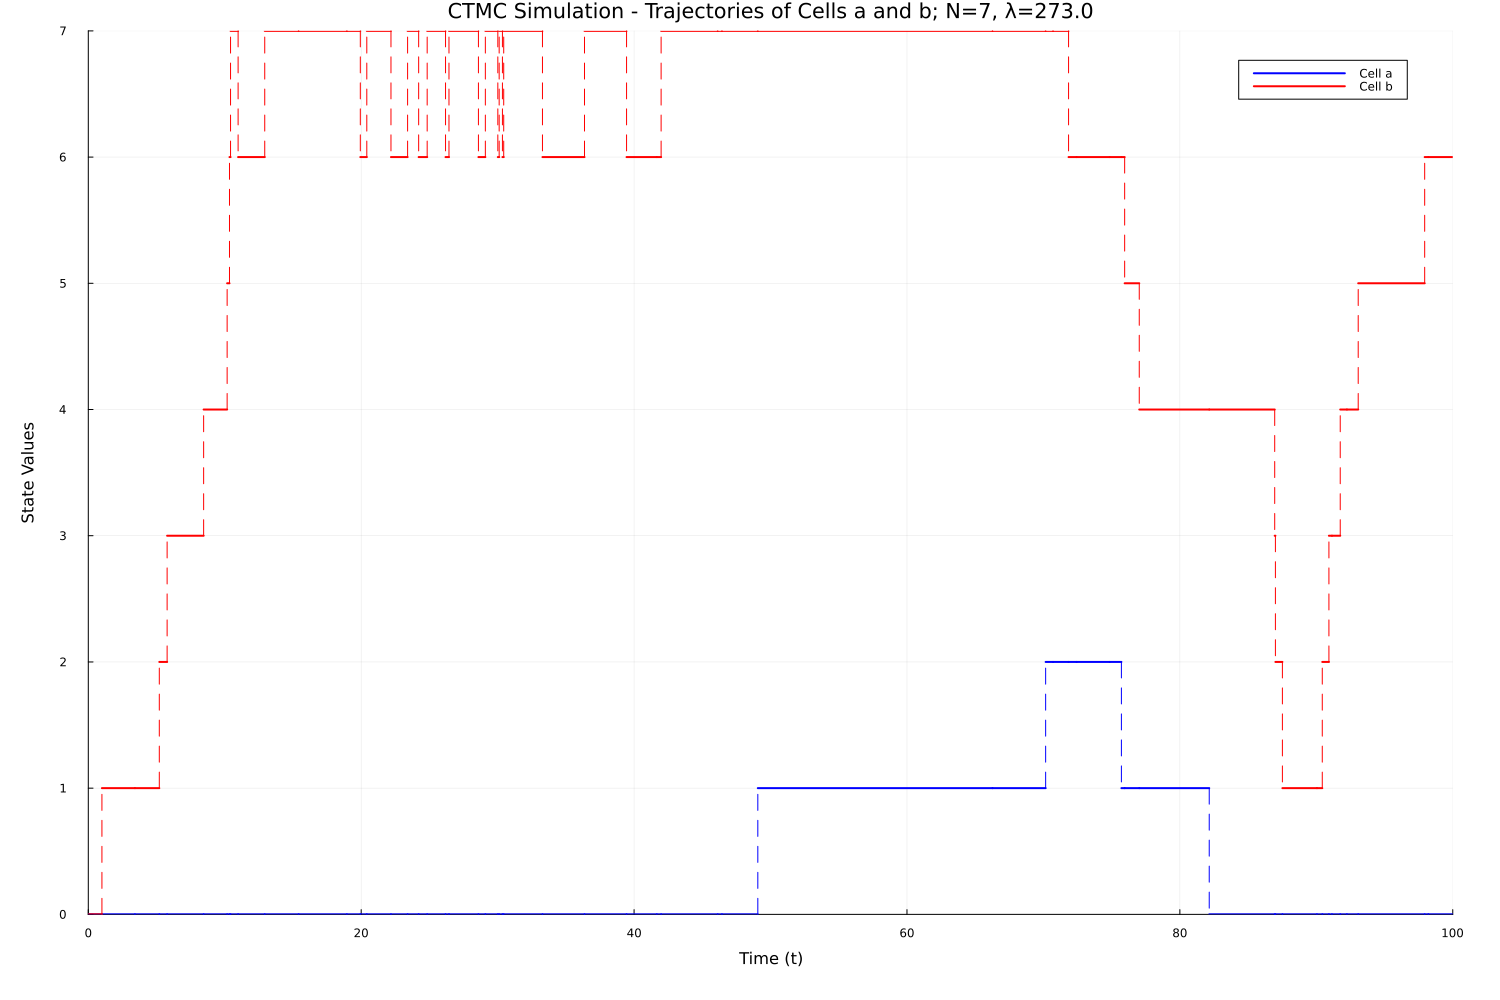 CTMC Simulation - Trajectories of Cells a and b; N=7, λ=273.0
Cell a
Cell b
State Values
7
6
5
4
3
2
1
0
0 20 40 60 80 100
Time (t)